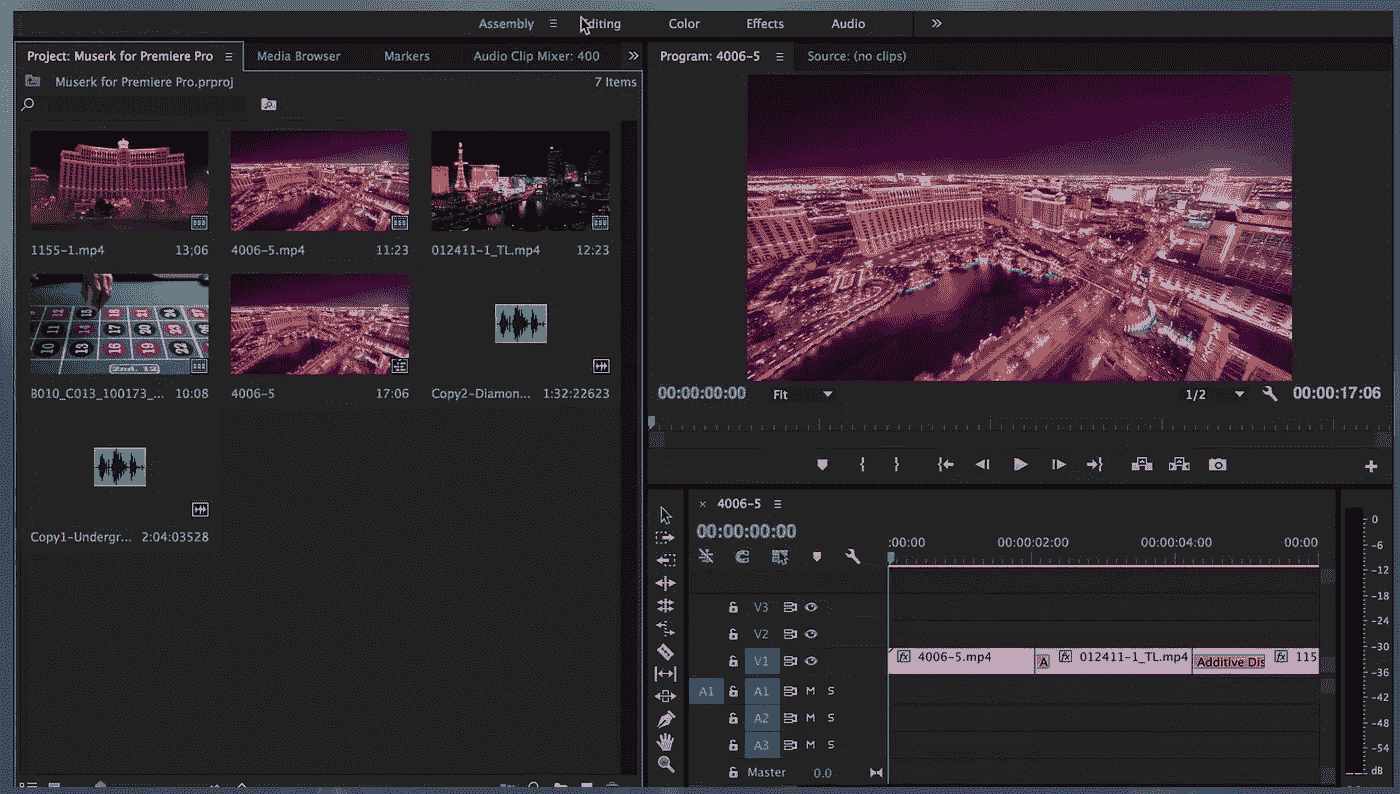 Assembly Editing Color Effects Audio
Project: Muserk for Premiere Pro Media Browser Markers Audio Clip Mixer: 400
Muserk for Premiere Pro.prproj 7 Items
1155-1.mp4 13;06 4006-5.mp4 11:23 012411-1_TL.mp4 12:23
B010_C013_100173_... 10:08 4006-5 17:06 Copy2-Diamon... 1:32:22623
Copy1-Undergr... 2:04:03528
Program: 4006-5 Source: (no clips)
00:00:00:00 Fit 1/2 00:00:17:06
× 4006-5
00:00:00:00
:00:00 00:00:02:00 00:00:04:00 00:00
V3
V2
V1 4006-5.mp4 A 012411-1_TL.mp4 Additive Dis 115
A1 A1 M S
A2 M S
A3 M S
Master 0.0
0
-6
-12
-18
-24
-30
-36
-42
-48
-54
dB